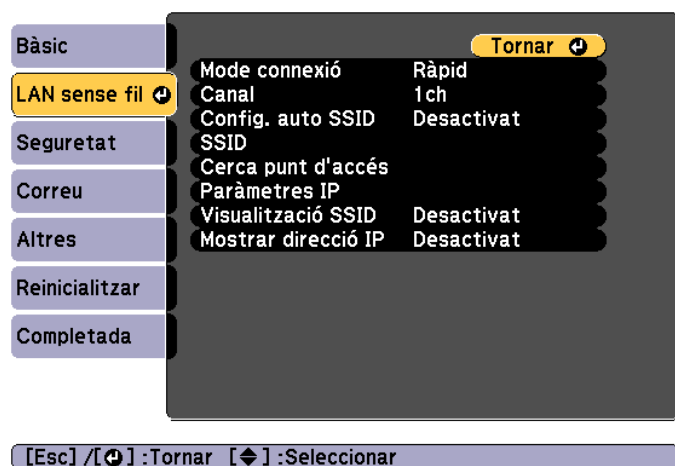 Bàsic
LAN sense fil
Seguretat
Correu
Altres
Reinicialitzar
Completada
Tornar
Mode connexió Ràpid
Canal 1ch
Config. auto SSID Desactivat
SSID
Cerca punt d'accés
Paràmetres IP
Visualització SSID Desactivat
Mostrar direcció IP Desactivat
[Esc] /[ ] :Tornar [ ] :Seleccionar